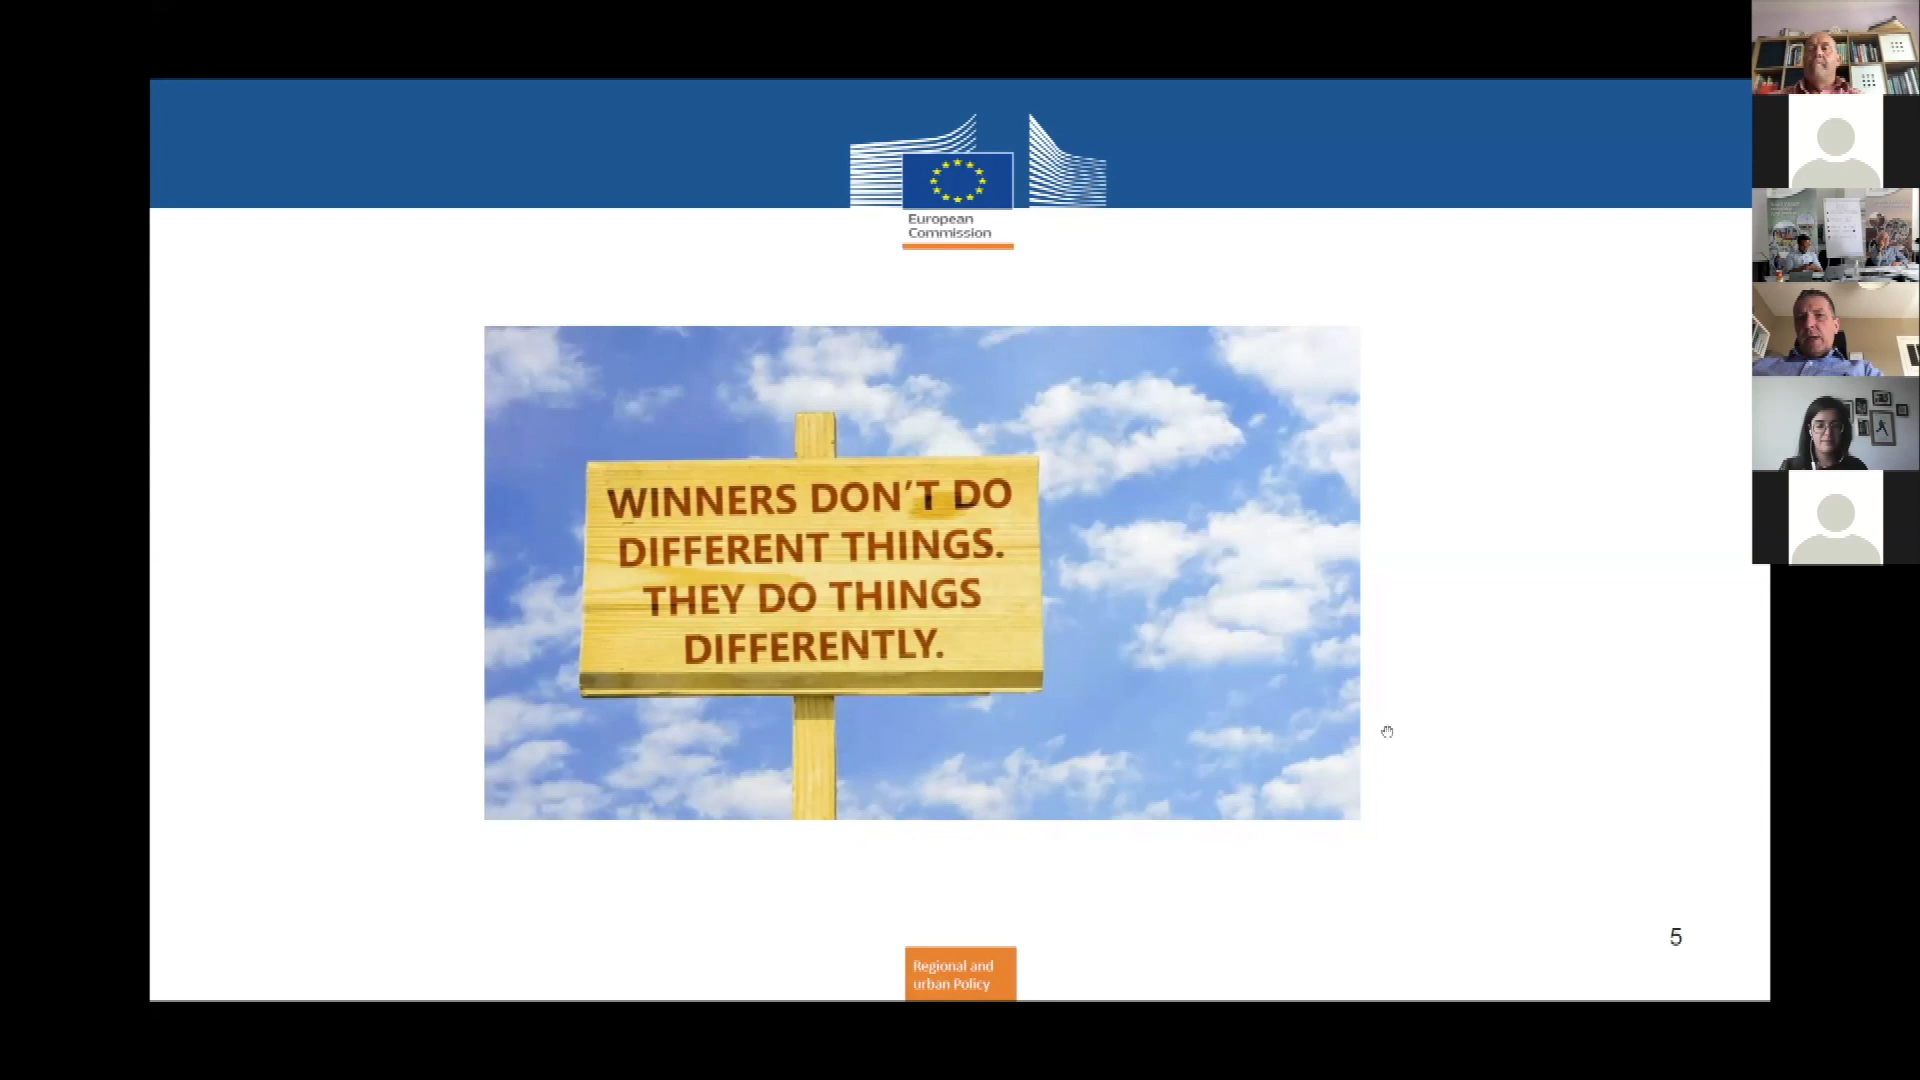 European
Commission
WINNERS DON'T DO
DIFFERENT THINGS.
THEY DO THINGS
DIFFERENTLY.
5
Regional and
urban Policy